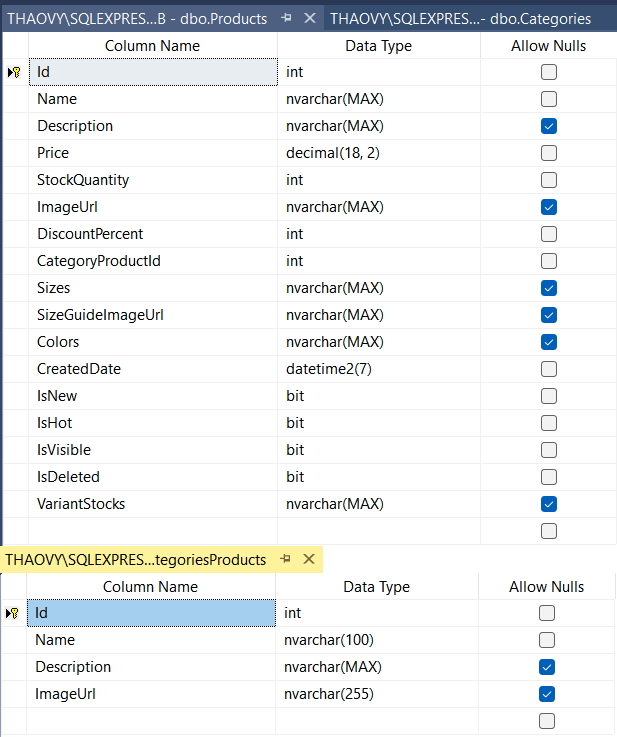 THAOVY\SQLEXPRES...B - dbo.Products THAOVY\SQLEXPRES...- dbo.Categories
Column Name Data Type Allow Nulls
Id int
Name nvarchar(MAX)
Description nvarchar(MAX)
Price decimal(18, 2)
StockQuantity int
ImageUrl nvarchar(MAX)
DiscountPercent int
CategoryProductId int
Sizes nvarchar(MAX)
SizeGuideImageUrl nvarchar(MAX)
Colors nvarchar(MAX)
CreatedDate datetime2(7)
IsNew bit
IsHot bit
IsVisible bit
IsDeleted bit
VariantStocks nvarchar(MAX)
THAOVY\SQLEXPRES...tegoriesProducts
Column Name Data Type Allow Nulls
Id int
Name nvarchar(100)
Description nvarchar(MAX)
ImageUrl nvarchar(255)